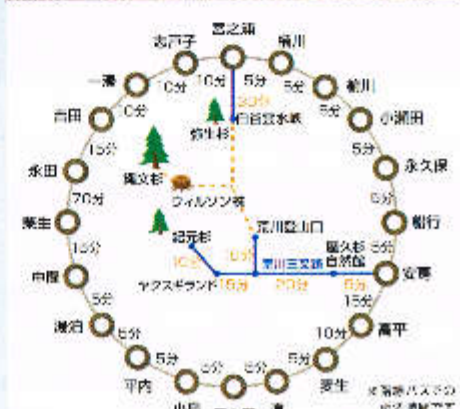 宮之浦
志戸子
楠川
10分
5分
一湊
10分
5分
椨川
吉田
10分
30分
5分
小瀬田
白谷雲水峡
弥生杉
15分
5分
永田
縄文杉
永久保
ウィルソン株
70分
5分
栗生
紀元杉
荒川登山口
船行
15分
10分
屋久杉
自然館
5分
中間
ヤクスギランド
15分
荒川三叉路
20分
安房
5分
15分
湯泊
5分
10分
高平
平内
5分
5分
5分
5分
麦生